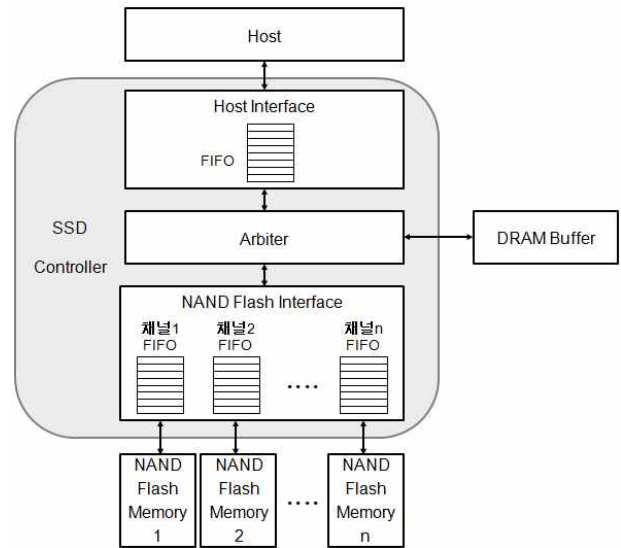 Host
Host Interface
FIFO
SSD
Controller
Arbiter
DRAM Buffer
NAND Flash Interface
채널1 채널2 채널n
FIFO FIFO FIFO
....
NAND NAND NAND
Flash Flash Flash
Memory Memory .... Memory
1 2 n